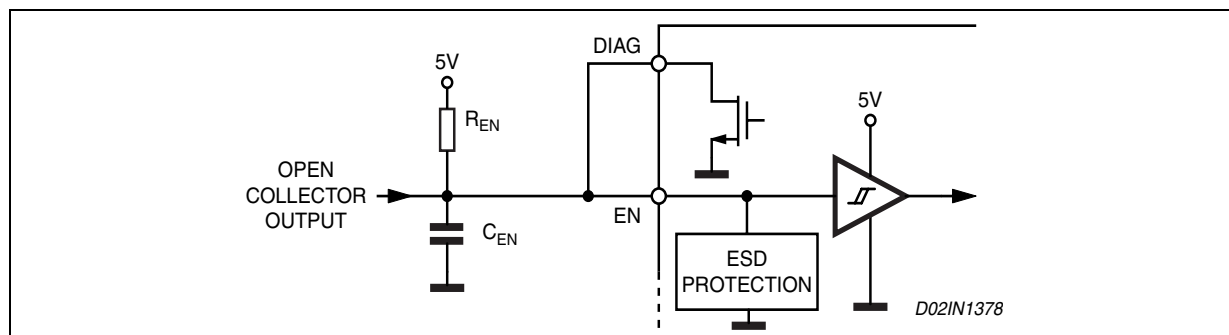 DIAG
5V
R_EN
5V
OPEN
COLLECTOR
OUTPUT
EN
C_EN
ESD
PROTECTION
D02IN1378